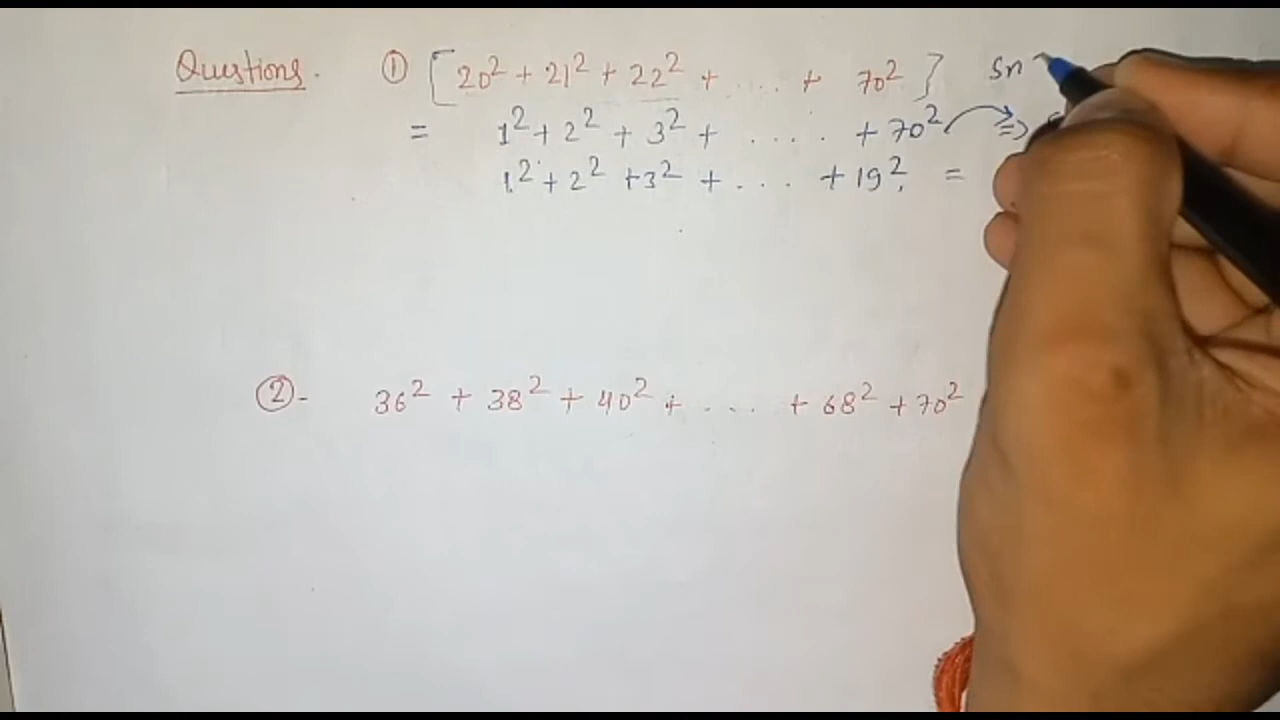 Questions. ① [20² + 21² + 22² + .... + 70²} Sn
= 1² + 2² + 3² + ..... + 70² ⇒
1² + 2² + 3² + ... + 19² =
②- 36² + 38² + 40² + ... + 68² + 70²